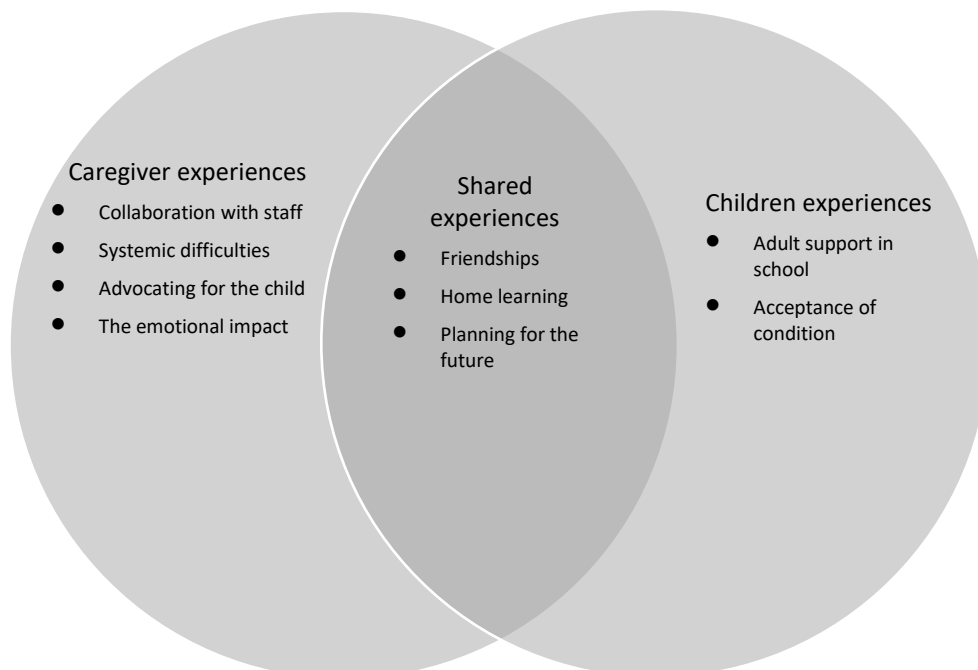 Caregiver experiences
● Collaboration with staff
● Systemic difficulties
● Advocating for the child
● The emotional impact
Shared
experiences
● Friendships
● Home learning
● Planning for the
future
Children experiences
● Adult support in
school
● Acceptance of
condition